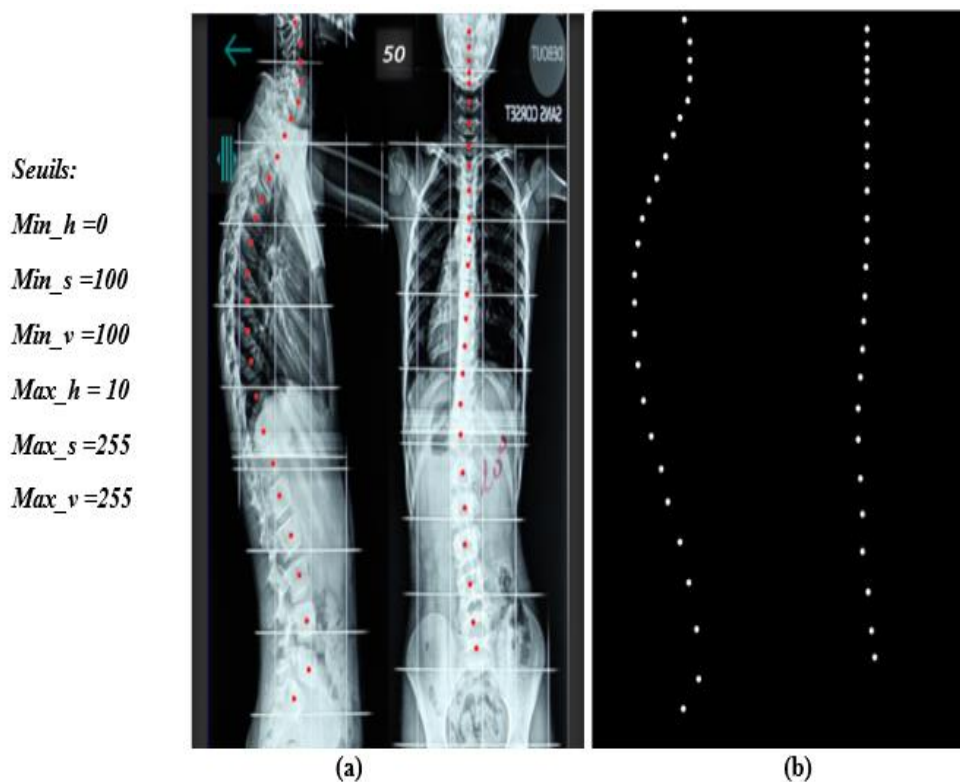 Seuils:
Min_h =0
Min_s =100
Min_v =100
Max_h = 10
Max_s =255
Max_v =255
50
DEBOUT
SANS CORSET
(a)
(b)